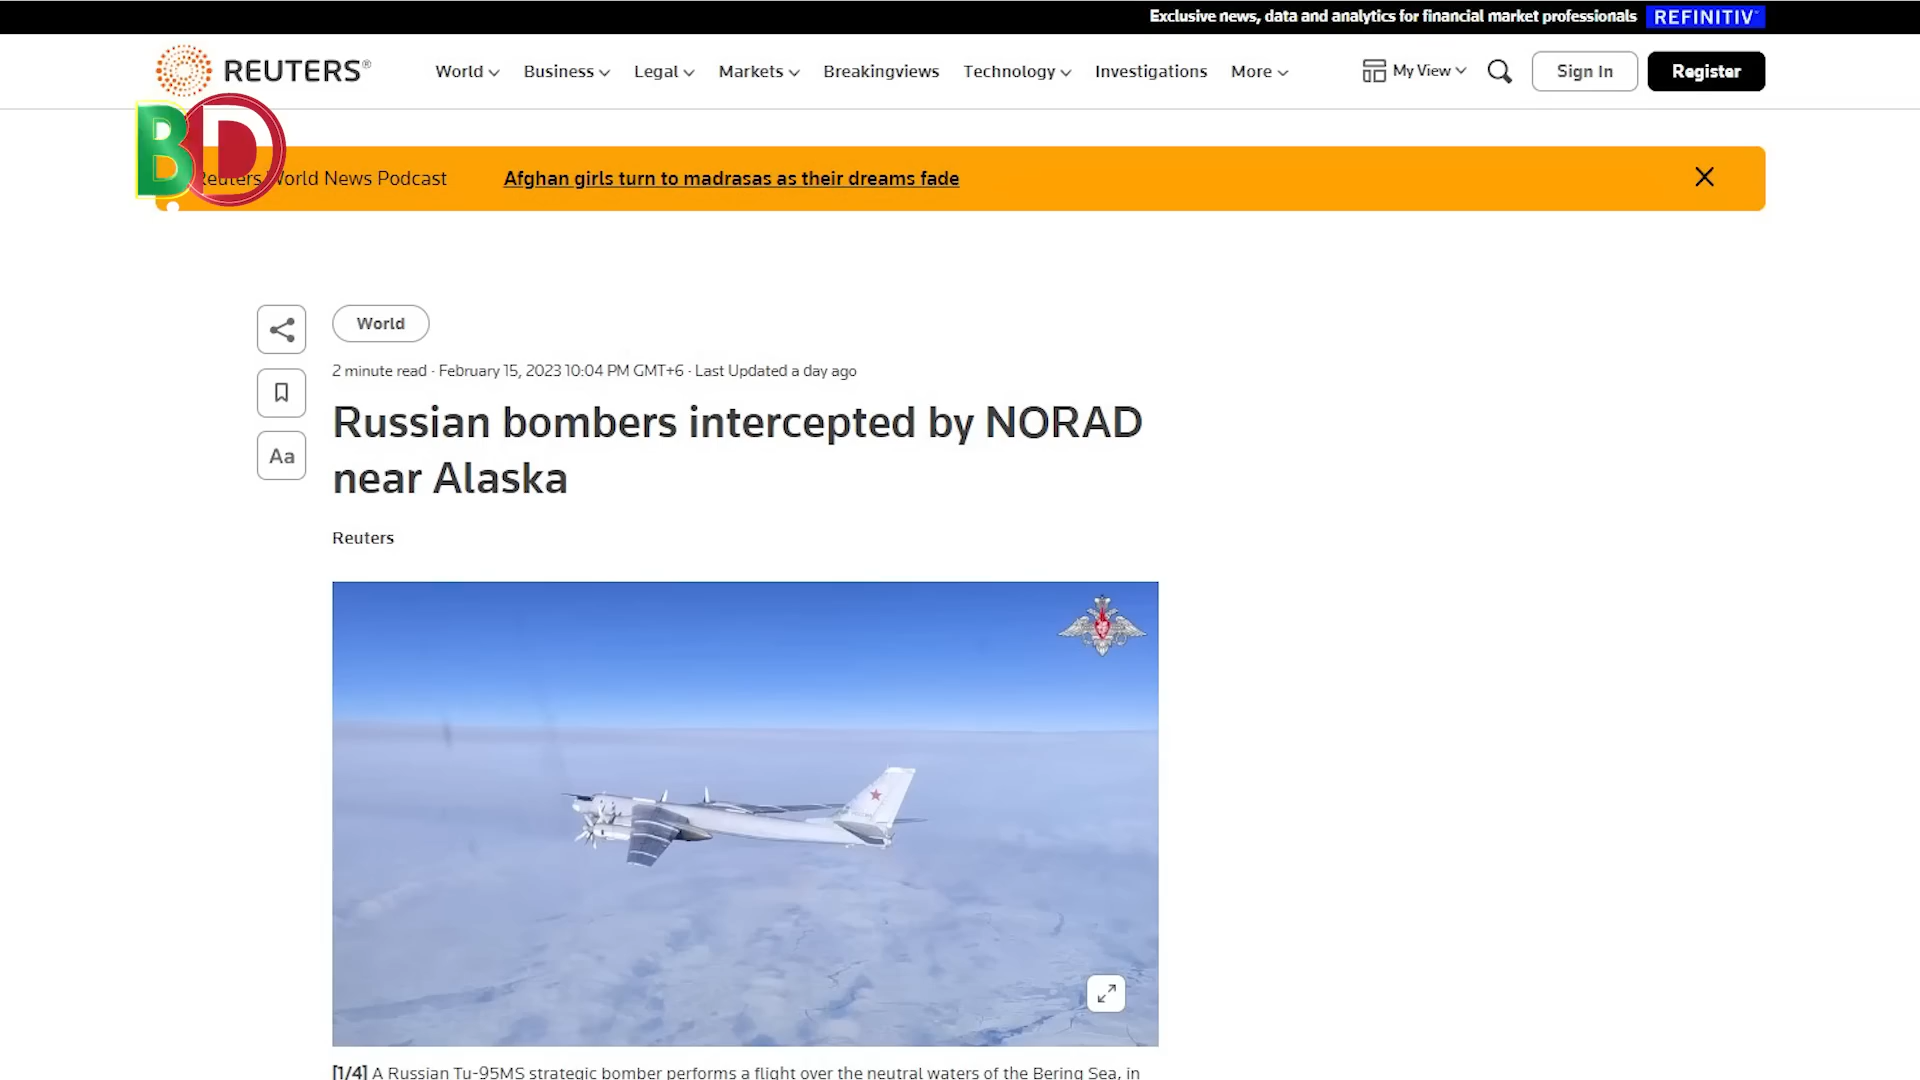 Exclusive news, data and analytics for financial market professionals REFINITIV
REUTERS®
World Business Legal Markets Breakingviews Technology Investigations More My View Sign In Register
BD
Reuters World News Podcast Afghan girls turn to madrasas as their dreams fade
World
2 minute read · February 15, 2023 10:04 PM GMT+6 · Last Updated a day ago
Aa
Russian bombers intercepted by NORAD
near Alaska
Reuters
[1/4] A Russian Tu-95MS strategic bomber performs a flight over the neutral waters of the Bering Sea, in